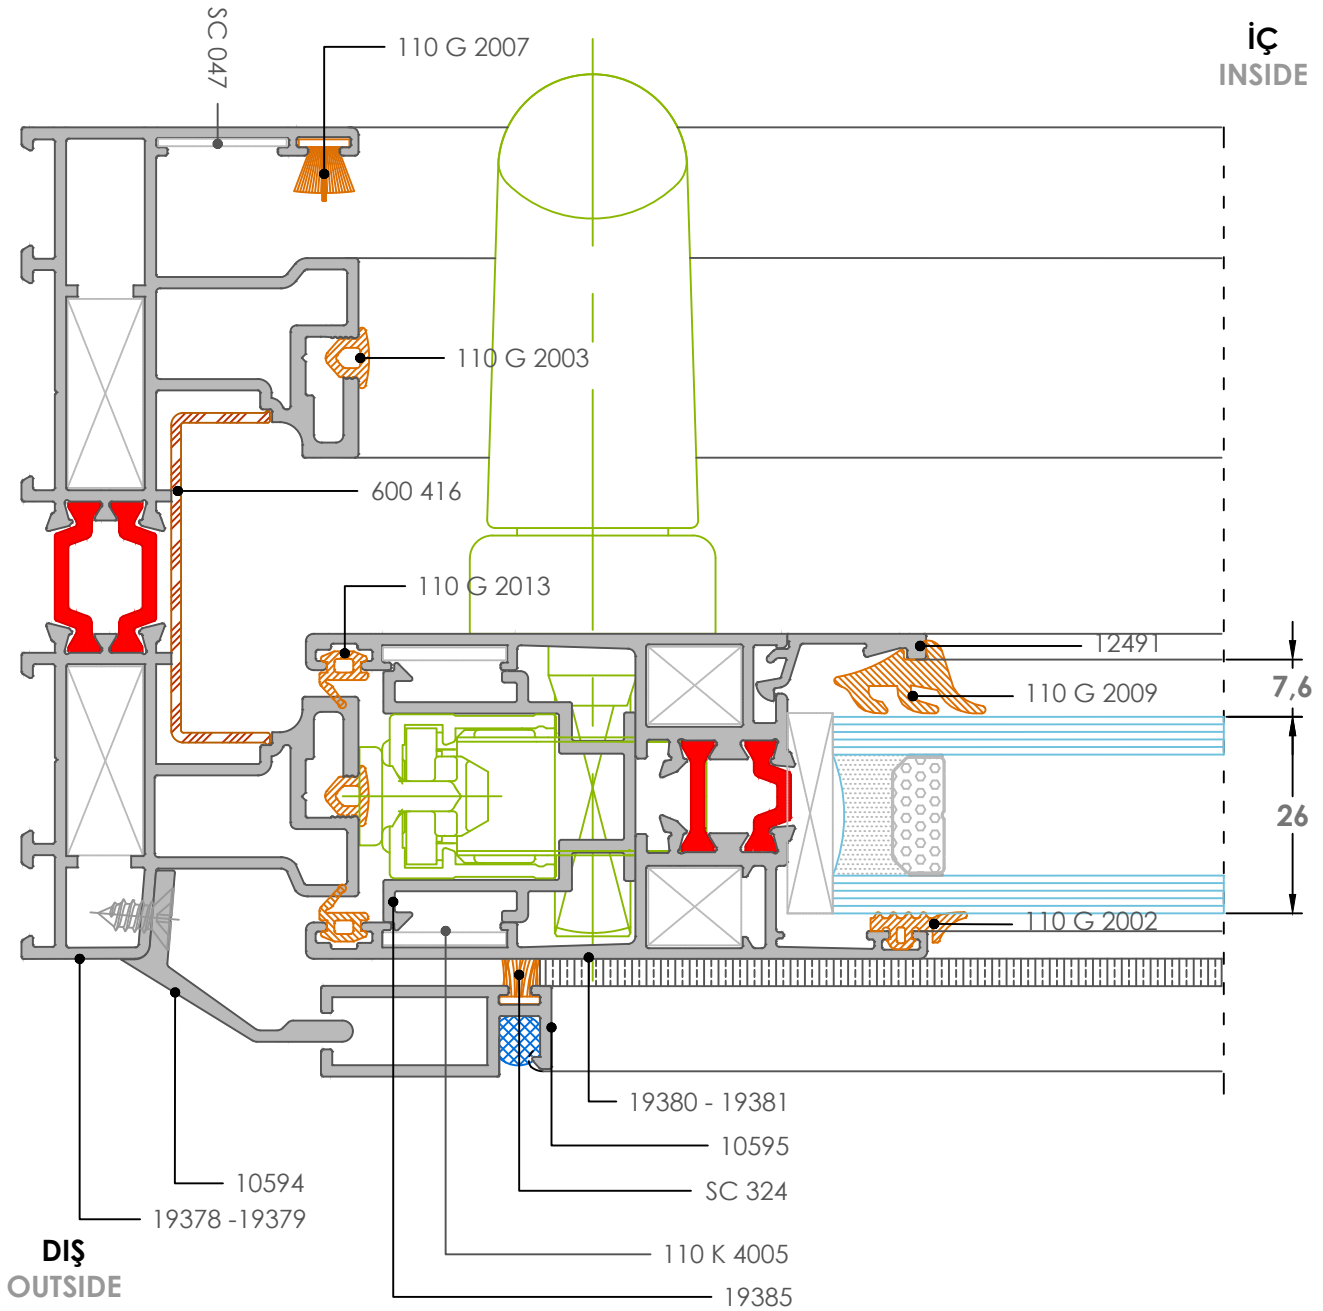 SC 047
110 G 2007
İÇ
INSIDE
110 G 2003
600 416
110 G 2013
12491
7,6
110 G 2009
26
110 G 2002
19380 - 19381
10595
10594
SC 324
19378 -19379
DIŞ
110 K 4005
OUTSIDE
19385